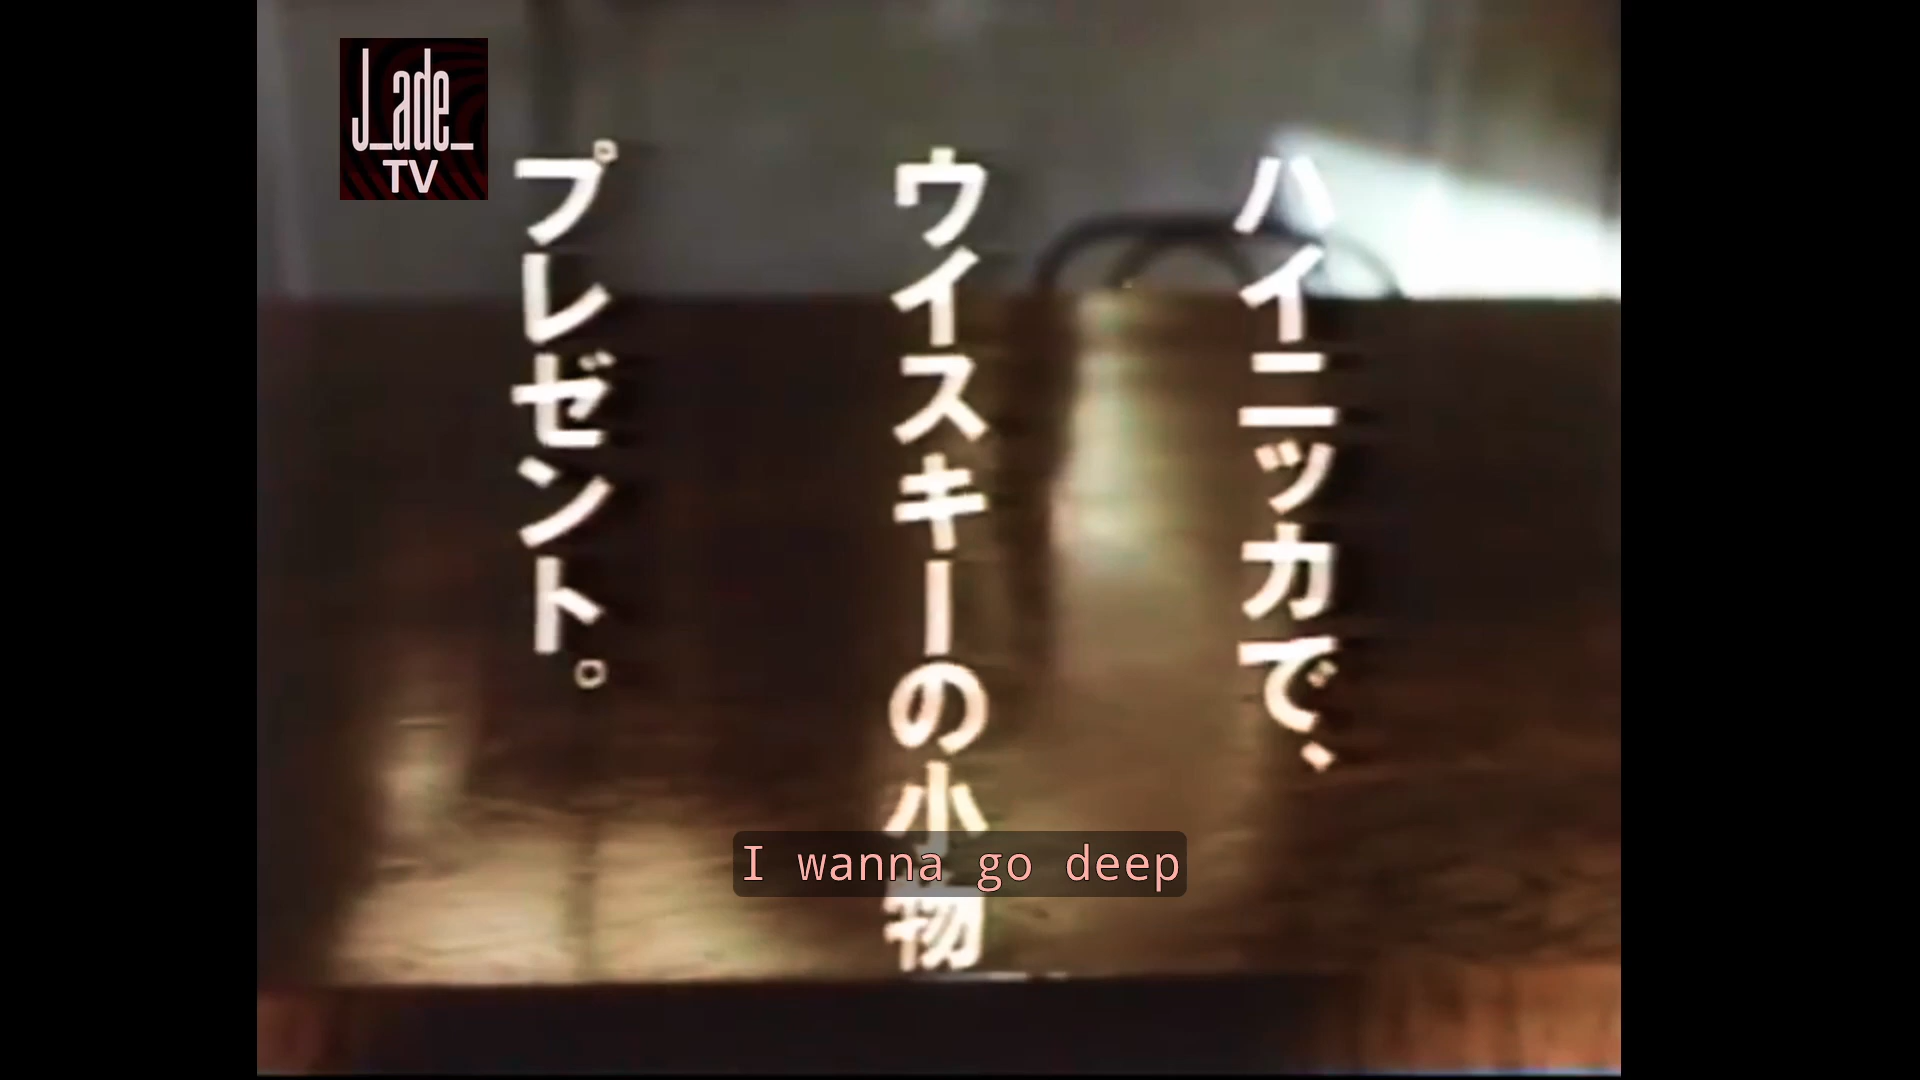 J_ade_
TV
ハイニッカで、
ウイスキーの小物
プレゼント。
I wanna go deep